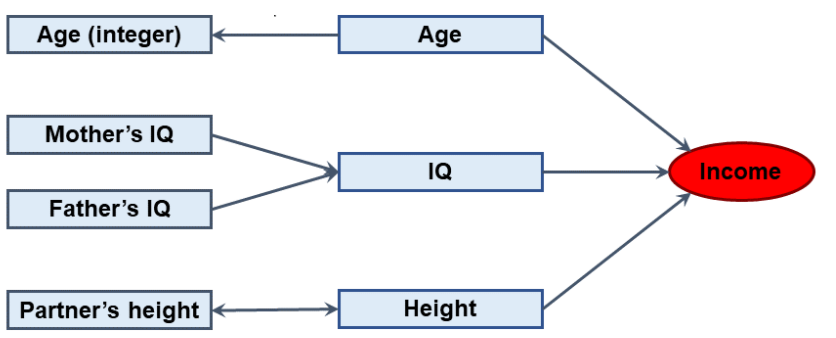 Age (integer)
Age
Mother’s IQ
IQ
Income
Father’s IQ
Partner’s height
Height